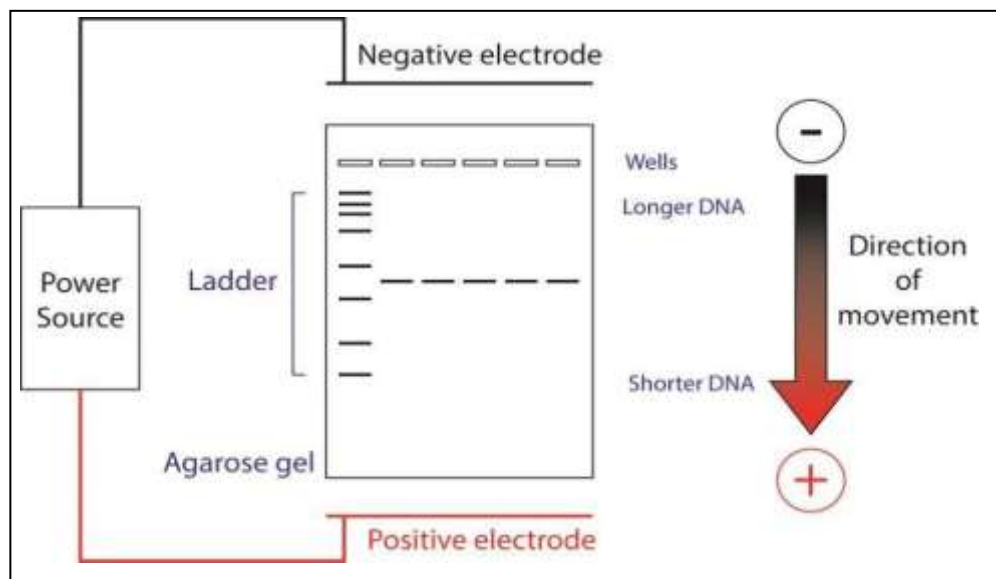 Negative electrode
-
Wells
Longer DNA
Power
Source
Ladder
Direction
of
movement
Shorter DNA
Agarose gel
+
Positive electrode